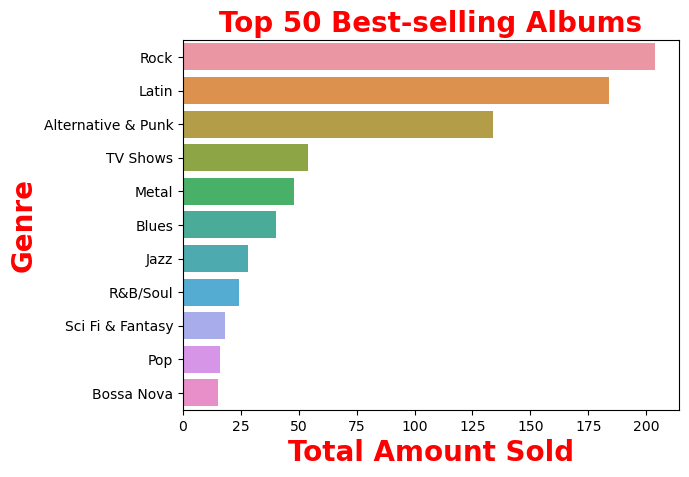 Top 50 Best-selling Albums
Genre
Rock
Latin
Alternative & Punk
TV Shows
Metal
Blues
Jazz
R&B/Soul
Sci Fi & Fantasy
Pop
Bossa Nova
0 25 50 75 100 125 150 175 200
Total Amount Sold